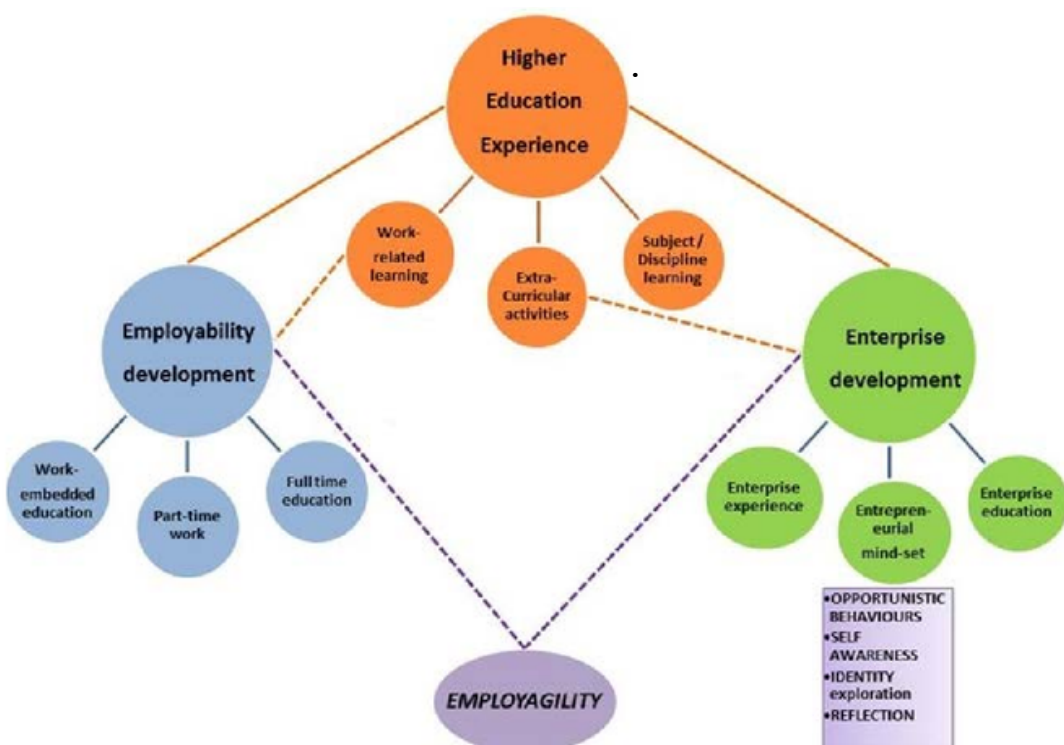 Higher
Education
Experience
Work-
related
learning
Extra-
Curricular
activities
Subject /
Discipline
learning
Employability
development
Work-
embedded
education
Part-time
work
Full time
education
Enterprise
development
Enterprise
experience
Entrepren-
eurial
mind-set
Enterprise
education
•OPPORTUNISTIC
BEHAVIOURS
•SELF
AWARENESS
•IDENTITY
exploration
•REFLECTION
EMPLOYAGILITY